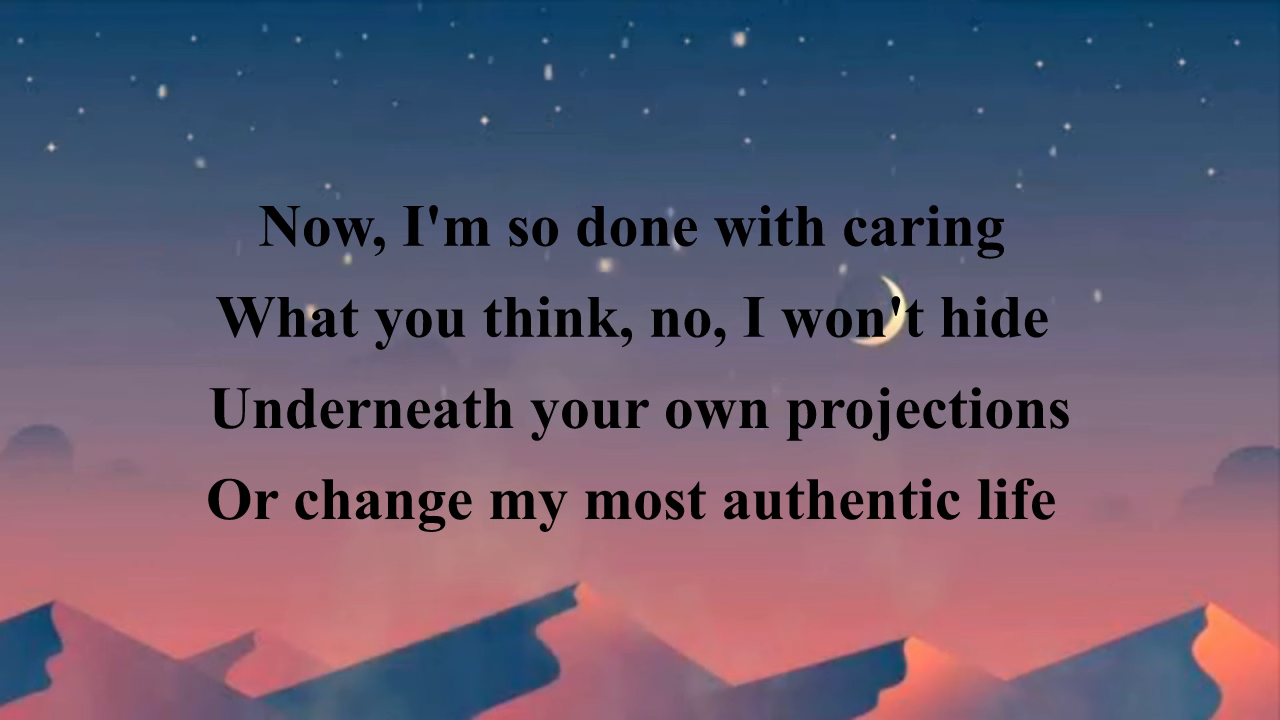 Now, I'm so done with caring
What you think, no, I won't hide
Underneath your own projections
Or change my most authentic life